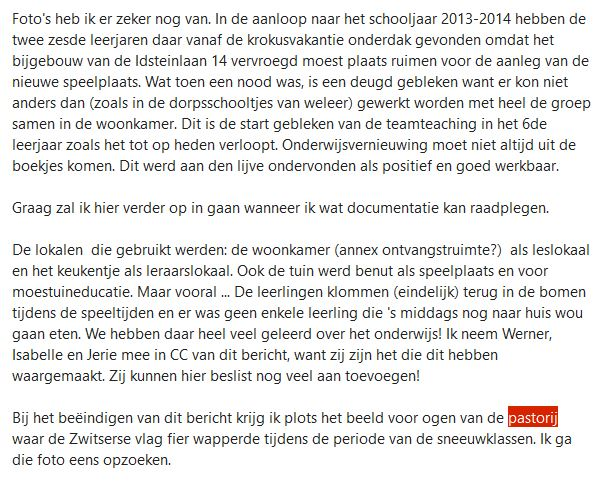 Foto's heb ik er zeker nog van. In de aanloop naar het schooljaar 2013-2014 hebben de
twee zesde leerjaren daar vanaf de krokusvakantie onderdak gevonden omdat het
bijgebouw van de Idsteinlaan 14 vervroegd moest plaats ruimen voor de aanleg van de
nieuwe speelplaats. Wat toen een nood was, is een deugd gebleken want er kon niet
anders dan (zoals in de dorpsschooltjes van weleer) gewerkt worden met heel de groep
samen in de woonkamer. Dit is de start gebleken van de teamteaching in het 6de
leerjaar zoals het tot op heden verloopt. Onderwijsvernieuwing moet niet altijd uit de
boekjes komen. Dit werd aan den lijve ondervonden als positief en goed werkbaar.
Graag zal ik hier verder op in gaan wanneer ik wat documentatie kan raadplegen.
De lokalen  die gebruikt werden: de woonkamer (annex ontvangstruimte?)  als leslokaal
en het keukentje als leraarslokaal. Ook de tuin werd benut als speelplaats en voor
moestuineducatie. Maar vooral ... De leerlingen klommen (eindelijk) terug in de bomen
tijdens de speeltijden en er was geen enkele leerling die 's middags nog naar huis wou
gaan eten. We hebben daar heel veel geleerd over het onderwijs! Ik neem Werner,
Isabelle en Jerie mee in CC van dit bericht, want zij zijn het die dit hebben
waargemaakt. Zij kunnen hier beslist nog veel aan toevoegen!
Bij het beëindigen van dit bericht krijg ik plots het beeld voor ogen van de pastorij
waar de Zwitserse vlag fier wapperde tijdens de periode van de sneeuwklassen. Ik ga
die foto eens opzoeken.